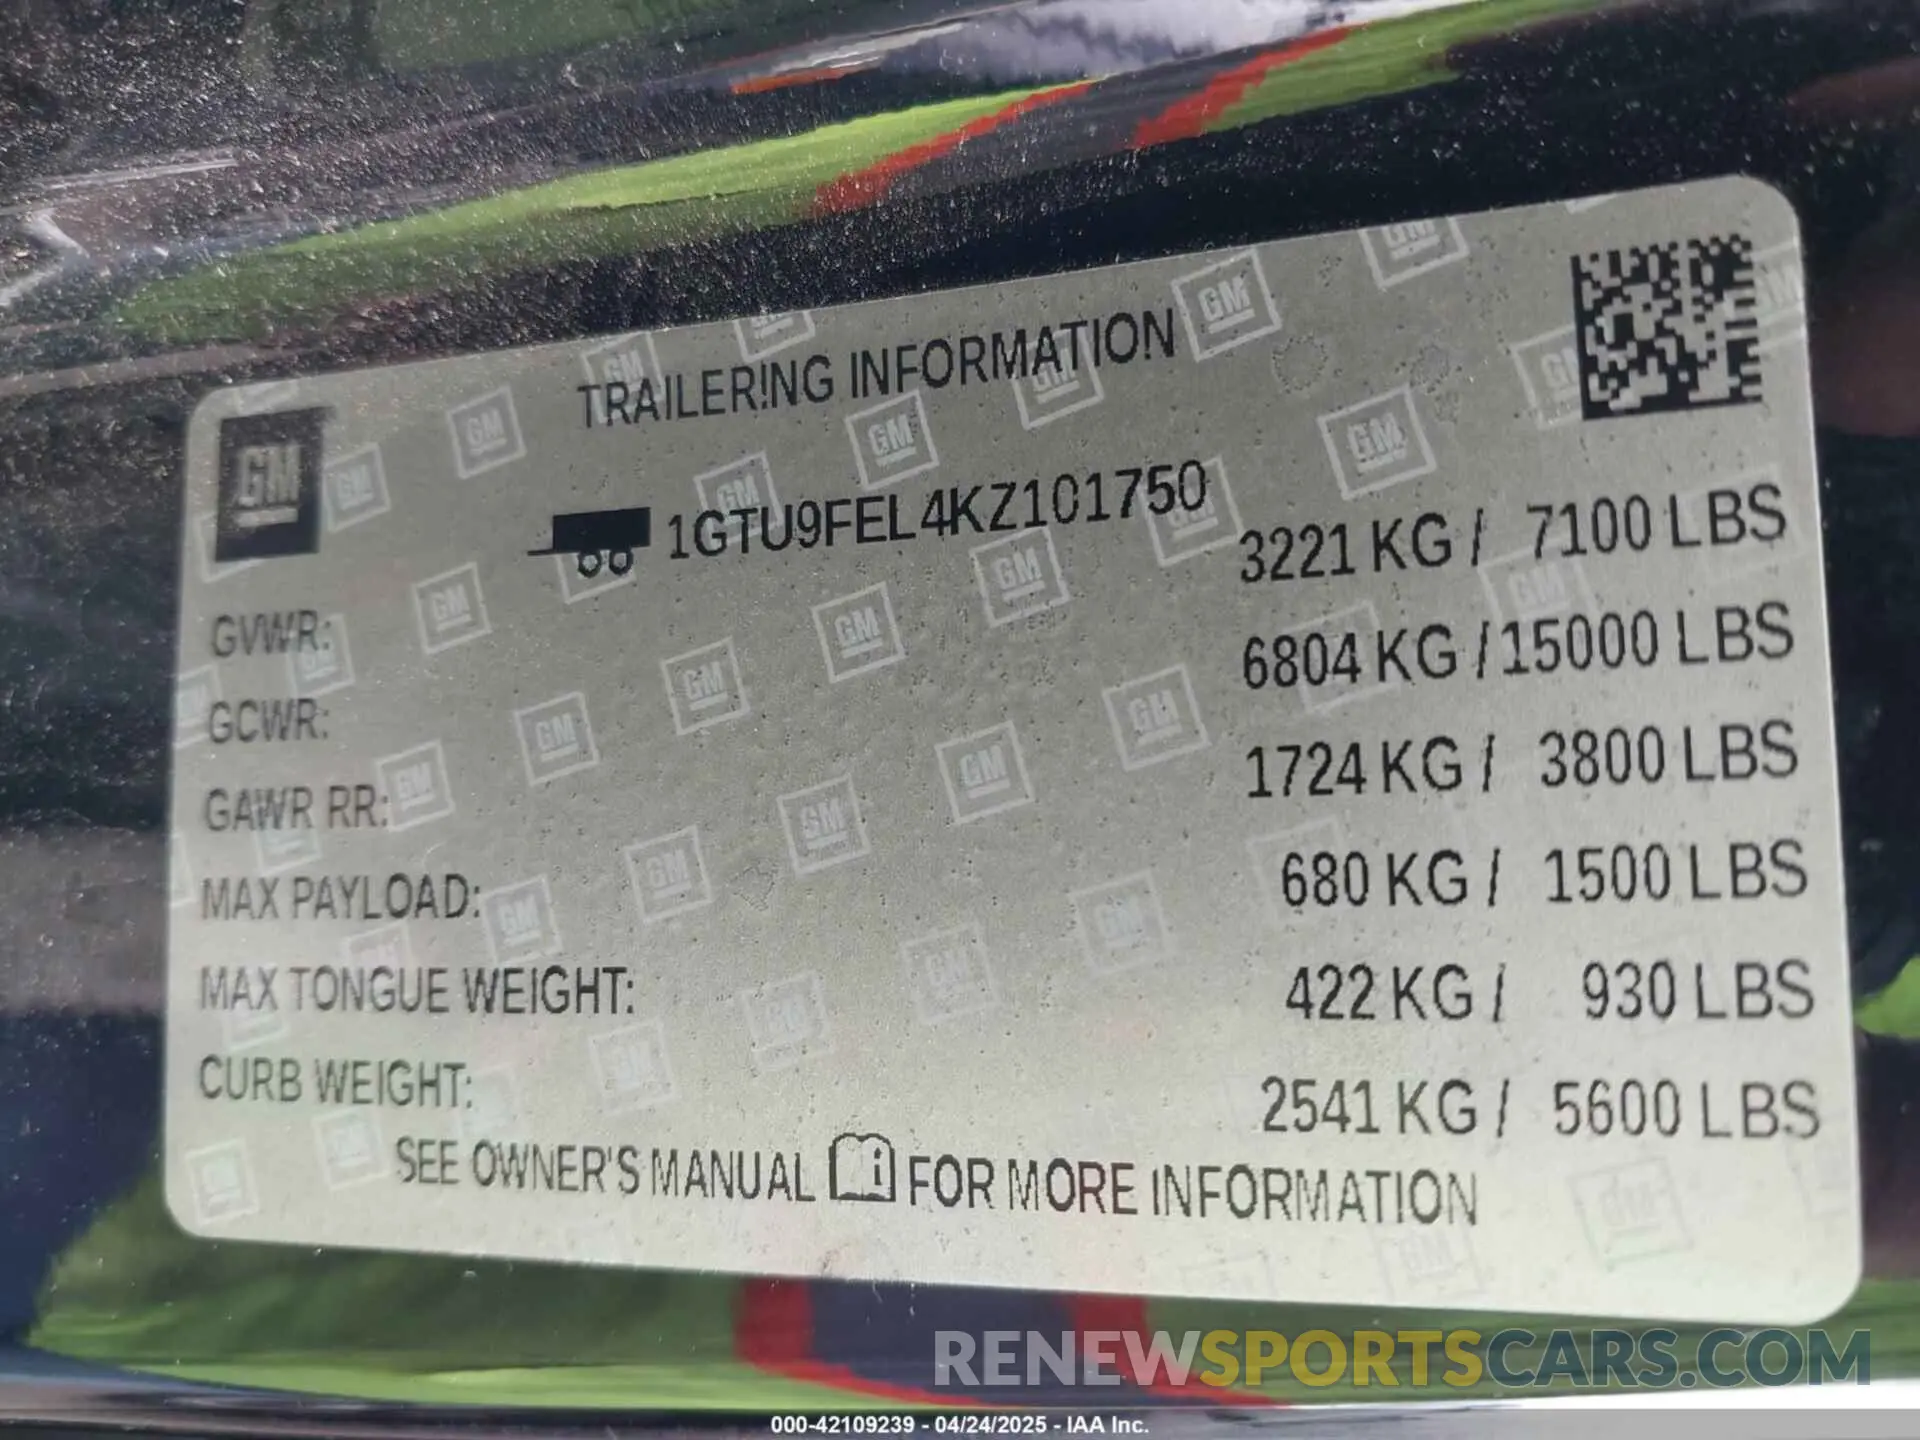 GM
TRAILERING INFORMATION
1GTU9FEL4KZ101750
GVWR: 3221 KG / 7100 LBS
GCWR: 6804 KG / 15000 LBS
GAWR RR: 1724 KG / 3800 LBS
MAX PAYLOAD: 680 KG / 1500 LBS
MAX TONGUE WEIGHT: 422 KG / 930 LBS
CURB WEIGHT: 2541 KG / 5600 LBS
SEE OWNER'S MANUAL FOR MORE INFORMATION
RENEWSPORTSCARS.COM
000-42109239 - 04/24/2025 - IAA Inc.